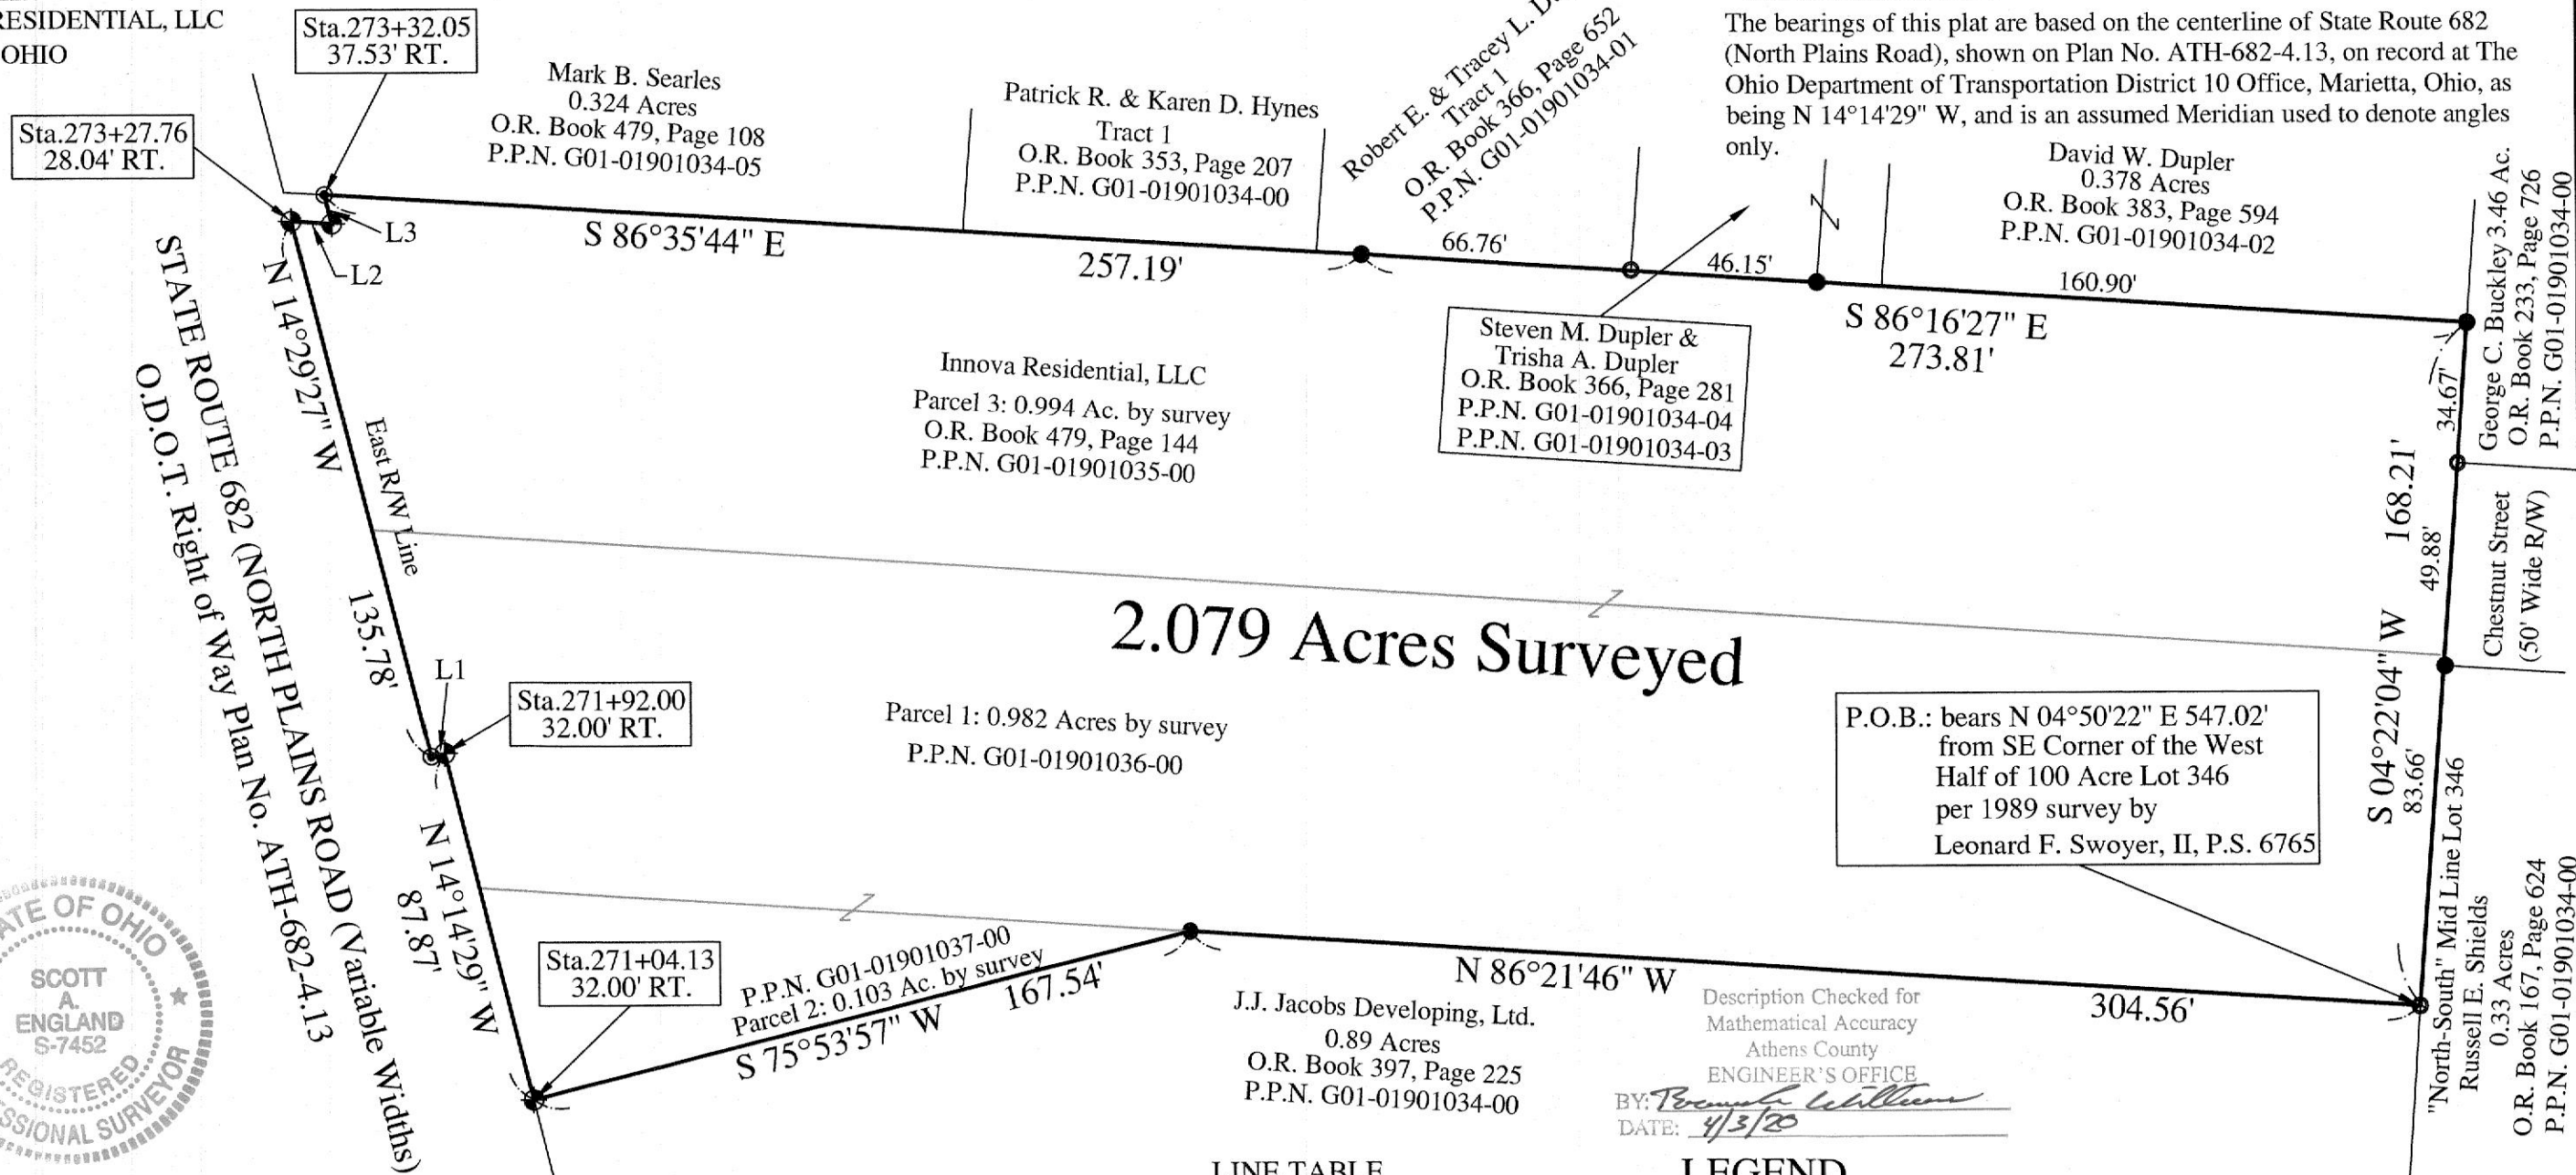 RESIDENTIAL, LLC
OHIO
Sta.273+32.05
37.53' RT.
Sta.273+27.76
28.04' RT.
Mark B. Searles
0.324 Acres
O.R. Book 479, Page 108
P.P.N. G01-01901034-05
Patrick R. & Karen D. Hynes
Tract 1
O.R. Book 353, Page 207
P.P.N. G01-01901034-00
Robert E. & Tracey L.
Tract 1
O.R. Book 366, Page 652
P.P.N. G01-01901034-01
The bearings of this plat are based on the centerline of State Route 682
(North Plains Road), shown on Plan No. ATH-682-4.13, on record at The
Ohio Department of Transportation District 10 Office, Marietta, Ohio, as
being N 14°14'29" W, and is an assumed Meridian used to denote angles
only.
David W. Dupler
0.378 Acres
O.R. Book 383, Page 594
P.P.N. G01-01901034-02
George C. Buckley 3.46 Ac.
O.R. Book 233, Page 726
P.P.N. G01-01901034-00
L3
L2
S 86°35'44" E
257.19'
66.76'
46.15'
160.90'
S 86°16'27" E
273.81'
Steven M. Dupler &
Trisha A. Dupler
O.R. Book 366, Page 281
P.P.N. G01-01901034-04
P.P.N. G01-01901034-03
Innova Residential, LLC
Parcel 3: 0.994 Ac. by survey
O.R. Book 479, Page 144
P.P.N. G01-01901035-00
N 14°29'27" W
135.78'
East R/W Line
STATE ROUTE 682 (NORTH PLAINS ROAD (Variable Widths)
O.D.O.T. Right of Way Plan No. ATH-682-4.13
34.67'
168.21'
49.88'
S 04°22'04" W
83.66'
Chestnut Street
(50' Wide R/W)
2.079 Acres Surveyed
L1
Sta.271+92.00
32.00' RT.
Parcel 1: 0.982 Acres by survey
P.P.N. G01-01901036-00
P.O.B.: bears N 04°50'22" E 547.02'
from SE Corner of the West
Half of 100 Acre Lot 346
per 1989 survey by
Leonard F. Swoyer, II, P.S. 6765
"North-South" Mid Line Lot 346
Russell E. Shields
0.33 Acres
O.R. Book 167, Page 624
P.P.N. G01-01901034-00
N 14°14'29" W
87.87'
Sta.271+04.13
32.00' RT.
P.P.N. G01-01901037-00
Parcel 2: 0.103 Ac. by survey
S 75°53'57" W
167.54'
N 86°21'46" W
304.56'
J.J. Jacobs Developing, Ltd.
0.89 Acres
O.R. Book 397, Page 225
P.P.N. G01-01901034-00
Description Checked for
Mathematical Accuracy
Athens County
ENGINEER'S OFFICE
BY:
DATE: 4/3/20
ATE OF OHIO
SCOTT
A.
ENGLAND
S-7452
REGISTERED
SSIONAL SURVEYOR
LINE TABLE
LEGEND